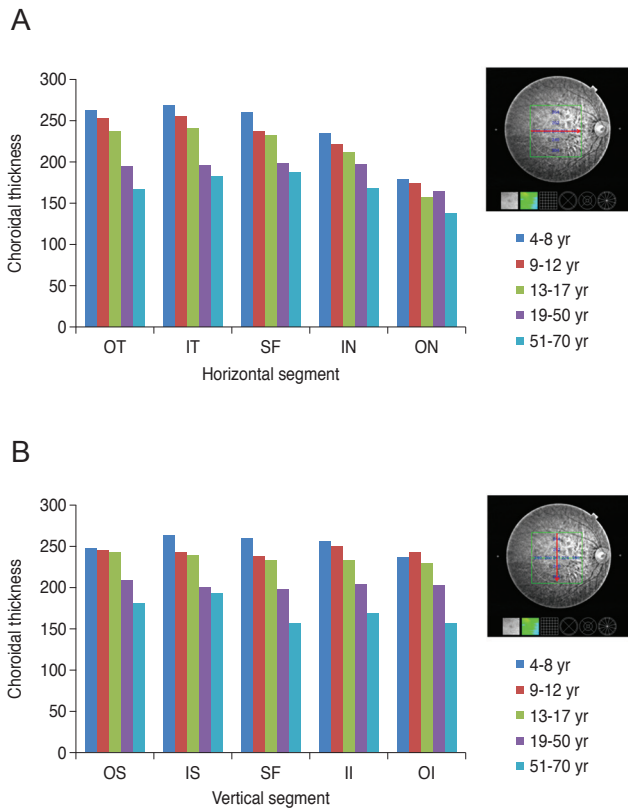 A
300
250
200
150
100
50
0
Choroidal thickness
OT IT SF IN ON
Horizontal segment
4-8 yr
9-12 yr
13-17 yr
19-50 yr
51-70 yr
B
300
250
200
150
100
50
0
Choroidal thickness
OS IS SF II OI
Vertical segment
4-8 yr
9-12 yr
13-17 yr
19-50 yr
51-70 yr